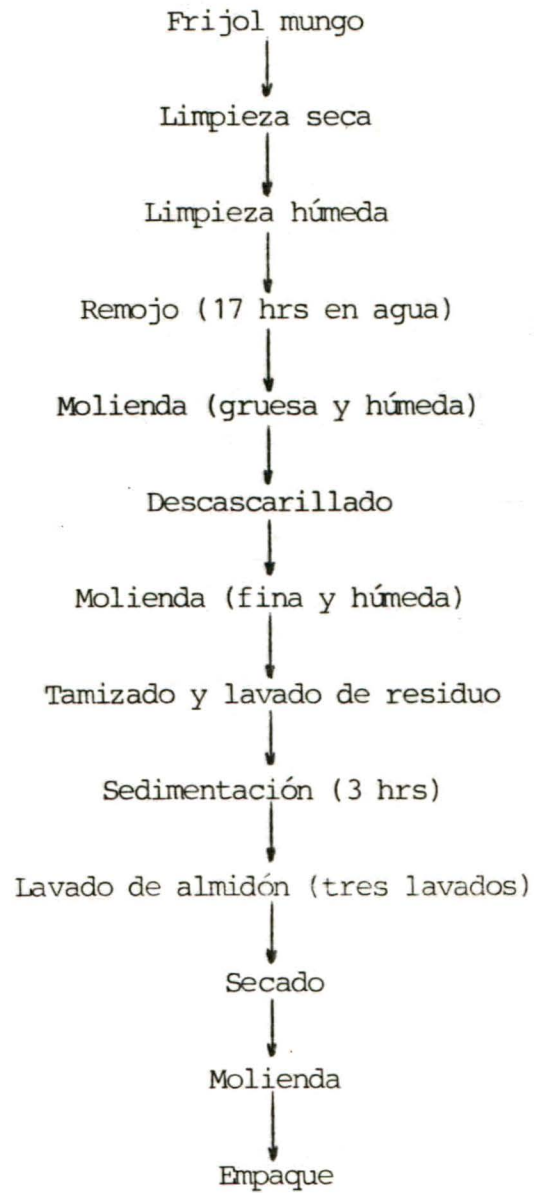 Frijol mungo
Limpieza seca
Limpieza húmeda
Remojo (17 hrs en agua)
Molienda (gruesa y húmeda)
Descascarillado
Molienda (fina y húmeda)
Tamizado y lavado de residuo
Sedimentación (3 hrs)
Lavado de almidón (tres lavados)
Secado
Molienda
Empaque